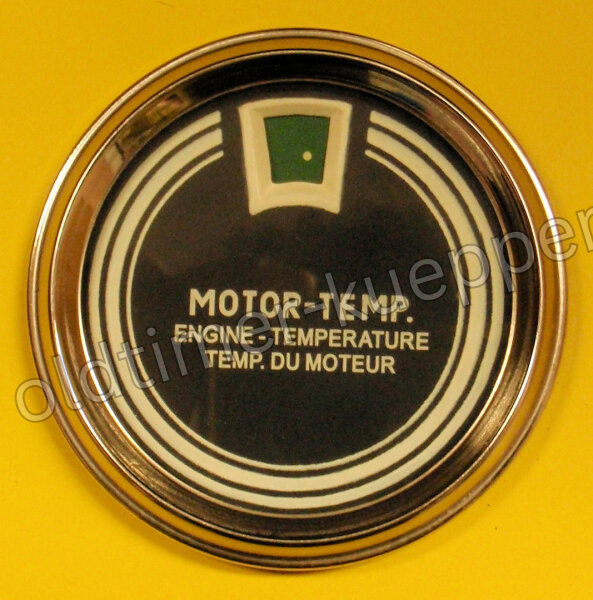 MOTOR-TEMP.
ENGINE-TEMPERATURE
TEMP. DU MOTEUR
oldtimer-kuepper